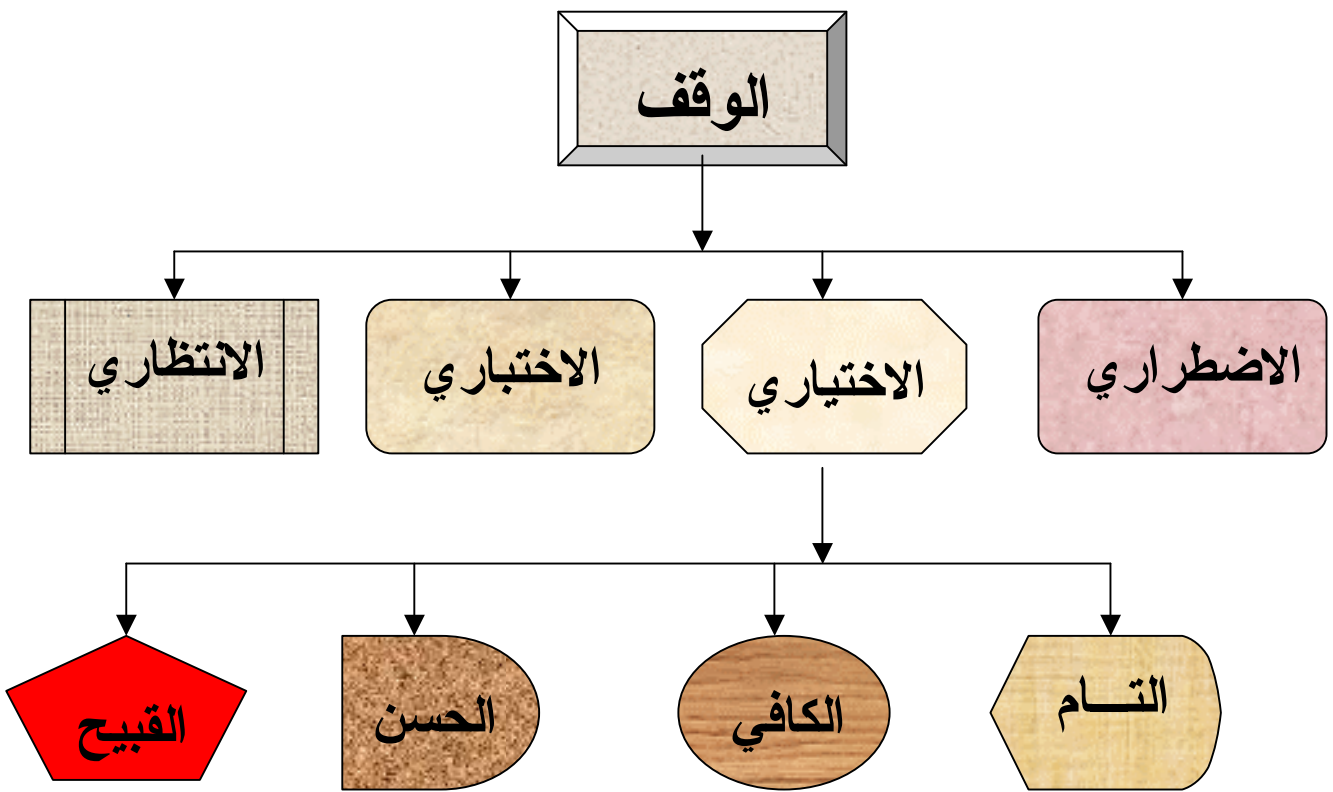 الوقف
الاضطراري
الاختياري
الاختباري
الانتظاري
التـــام
الكافي
الحسن
القبيح